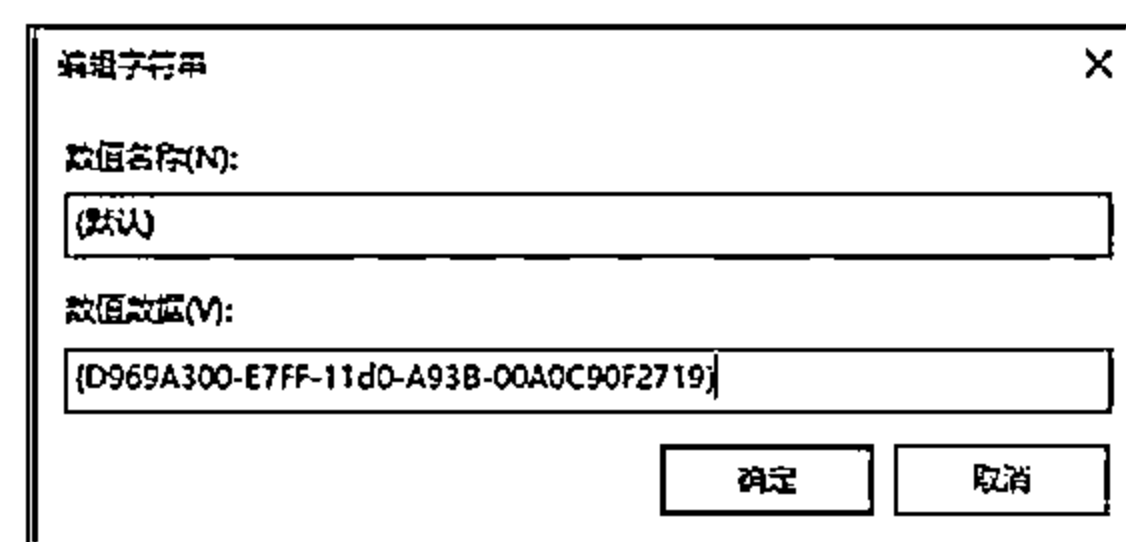 编辑字符串
数值名称(N):
(默认)
数值数据(V):
{D969A300-E7FF-11d0-A93B-00A0C90F2719}
确定
取消